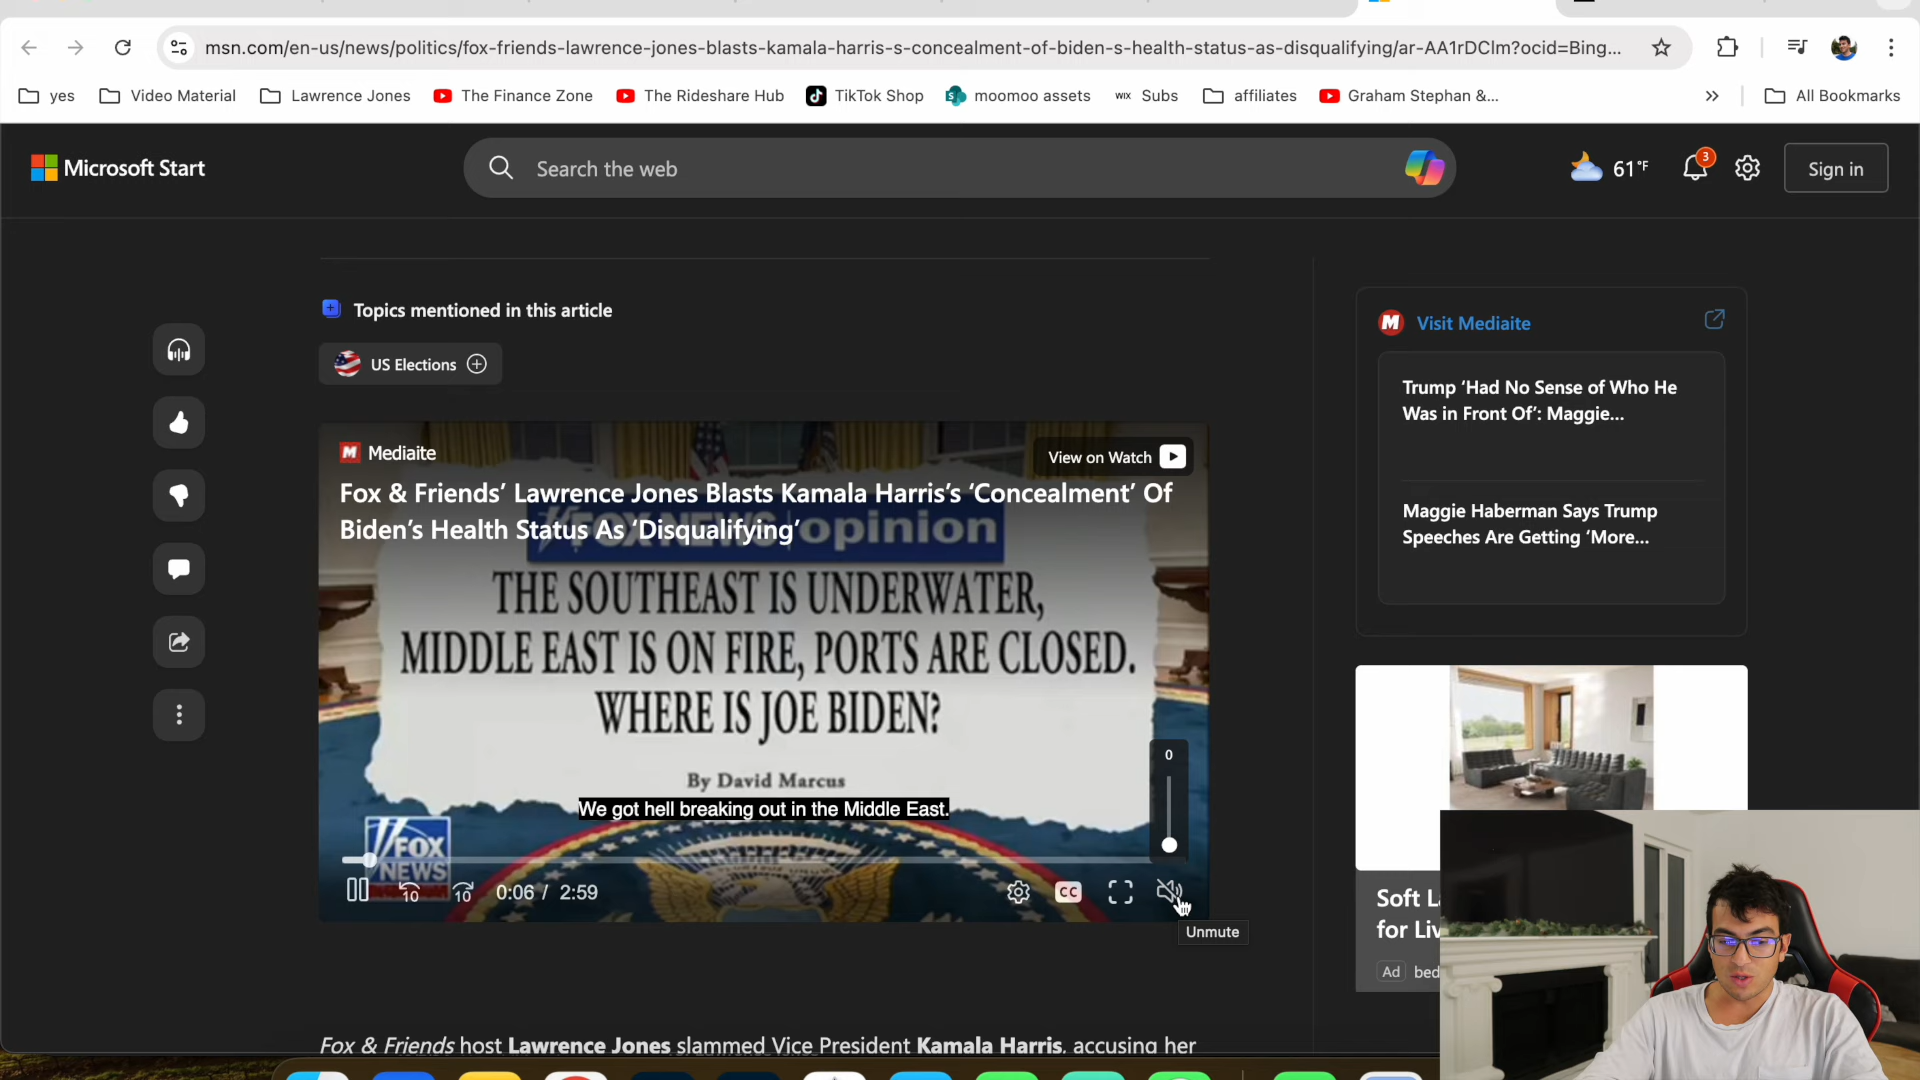 msn.com/en-us/news/politics/fox-friends-lawrence-jones-blasts-kamala-harris-s-concealment-of-biden-s-health-status-as-disqualifying/ar-AA1rDClm?ocid=Bing...
yes
Video Material
Lawrence Jones
The Finance Zone
The Rideshare Hub
TikTok Shop
moomoo assets
WIX Subs
affiliates
Graham Stephan &...
All Bookmarks
Microsoft Start
Search the web
61°F
3
Sign in
Topics mentioned in this article
US Elections
M Mediaite
View on Watch
Fox & Friends' Lawrence Jones Blasts Kamala Harris's 'Concealment' Of
Biden's Health Status As 'Disqualifying'
FOX NEWS opinion
THE SOUTHEAST IS UNDERWATER,
MIDDLE EAST IS ON FIRE, PORTS ARE CLOSED.
WHERE IS JOE BIDEN?
By David Marcus
We got hell breaking out in the Middle East.
0
FOX
NEWS
10
10
0:06 / 2:59
CC
Unmute
Fox & Friends host Lawrence Jones slammed Vice President Kamala Harris, accusing her
M Visit Mediaite
Trump 'Had No Sense of Who He
Was in Front Of': Maggie...
Maggie Haberman Says Trump
Speeches Are Getting 'More...
Soft
for
Ad